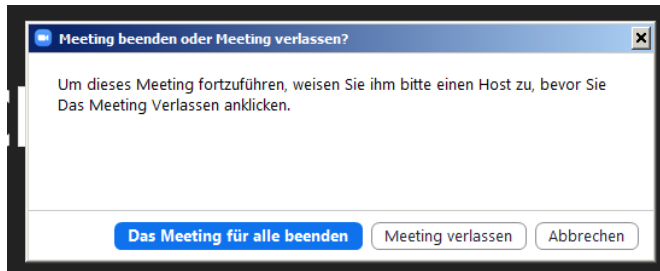 Meeting beenden oder Meeting verlassen?
Um dieses Meeting fortzuführen, weisen Sie ihm bitte einen Host zu, bevor Sie
Das Meeting Verlassen anklicken.
Das Meeting für alle beenden Meeting verlassen Abbrechen